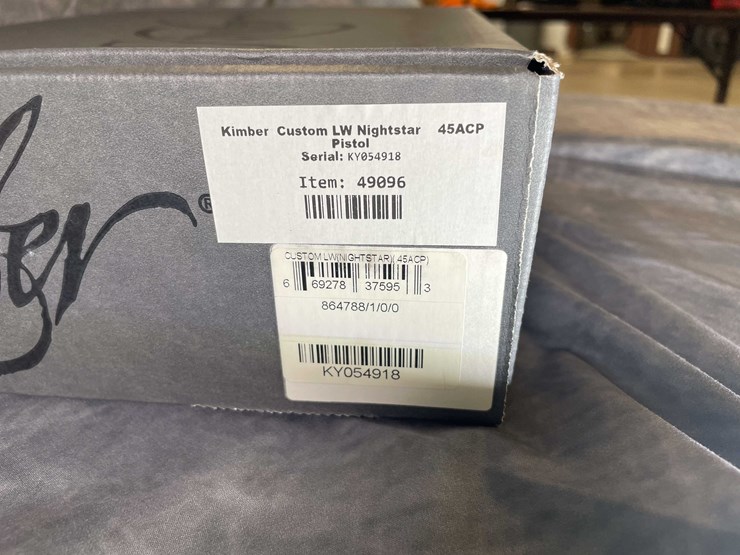 Kimber Custom LW Nightstar 45ACP
Pistol
Serial: KY054918
Item: 49096
®
CUSTOM LW(NIGHTSTAR)(45ACP)
6 69278 37595 3
864788/1/0/0
KY054918